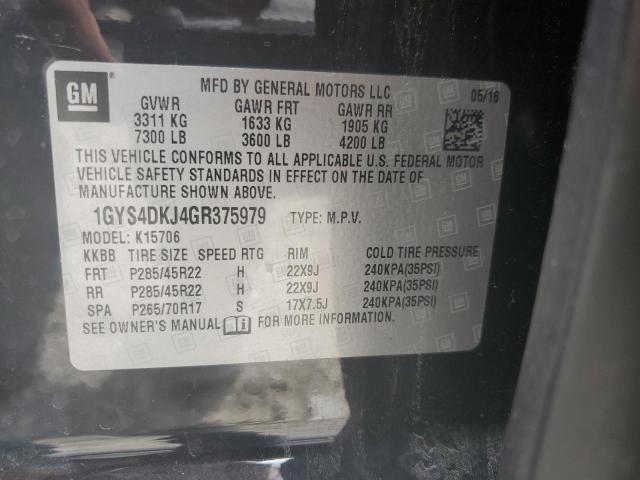 GM
MFD BY GENERAL MOTORS LLC 05/16
GVWR GAWR FRT GAWR RR
3311 KG 1633 KG 1905 KG
7300 LB 3600 LB 4200 LB
THIS VEHICLE CONFORMS TO ALL APPLICABLE U.S. FEDERAL MOTOR
VEHICLE SAFETY STANDARDS IN EFFECT ON THE DATE OF
MANUFACTURE SHOWN ABOVE.
1GYS4DKJ4GR375979 TYPE: M.P.V.
MODEL: K15706
KKBB TIRE SIZE SPEED RTG RIM COLD TIRE PRESSURE
FRT P285/45R22 H 22X9J 240KPA(35PSI)
RR P285/45R22 H 22X9J 240KPA(35PSI)
SPA P265/70R17 S 17X7.5J 240KPA(35PSI)
SEE OWNER'S MANUAL FOR MORE INFORMATION.